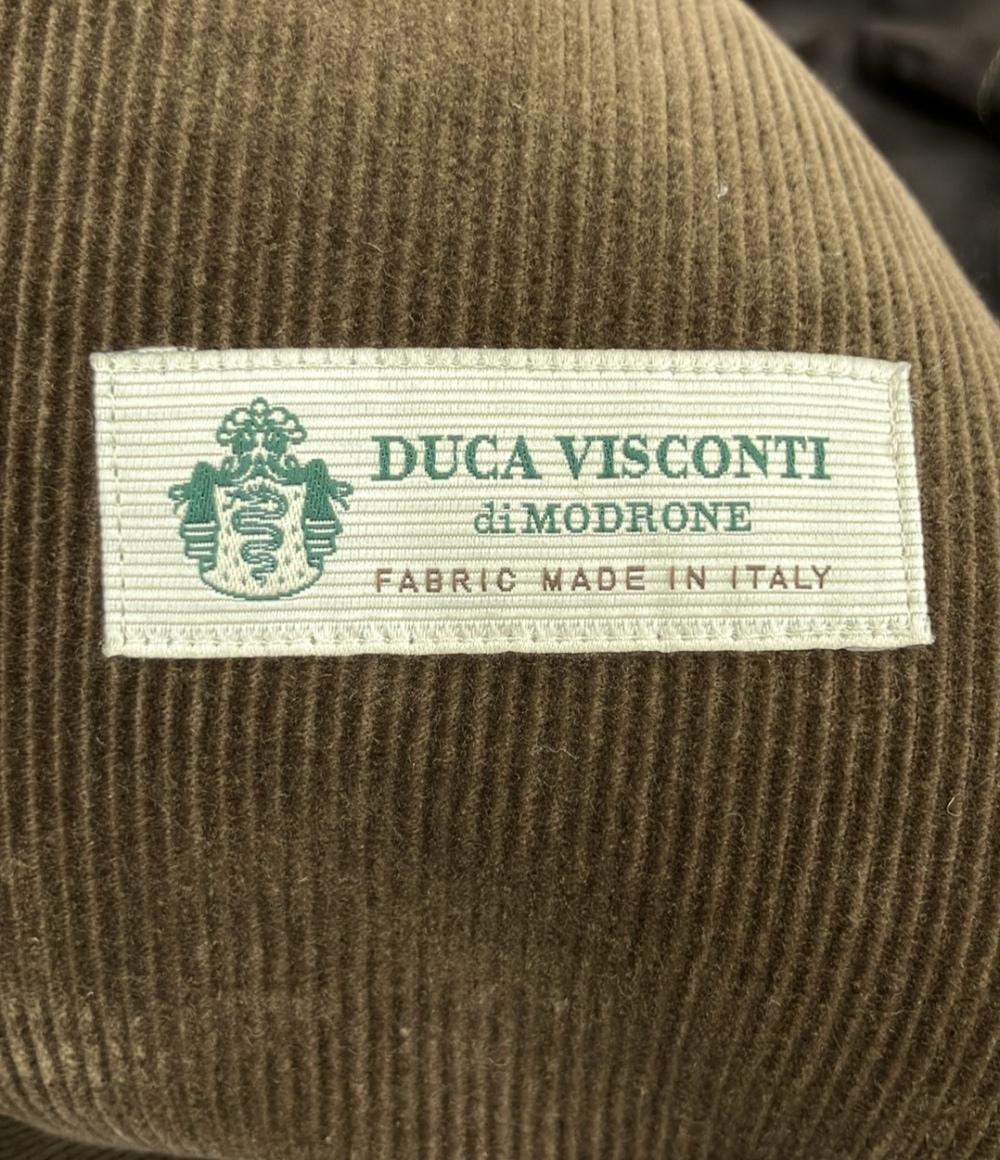 DUCA VISCONTI
di MODRONE
FABRIC MADE IN ITALY